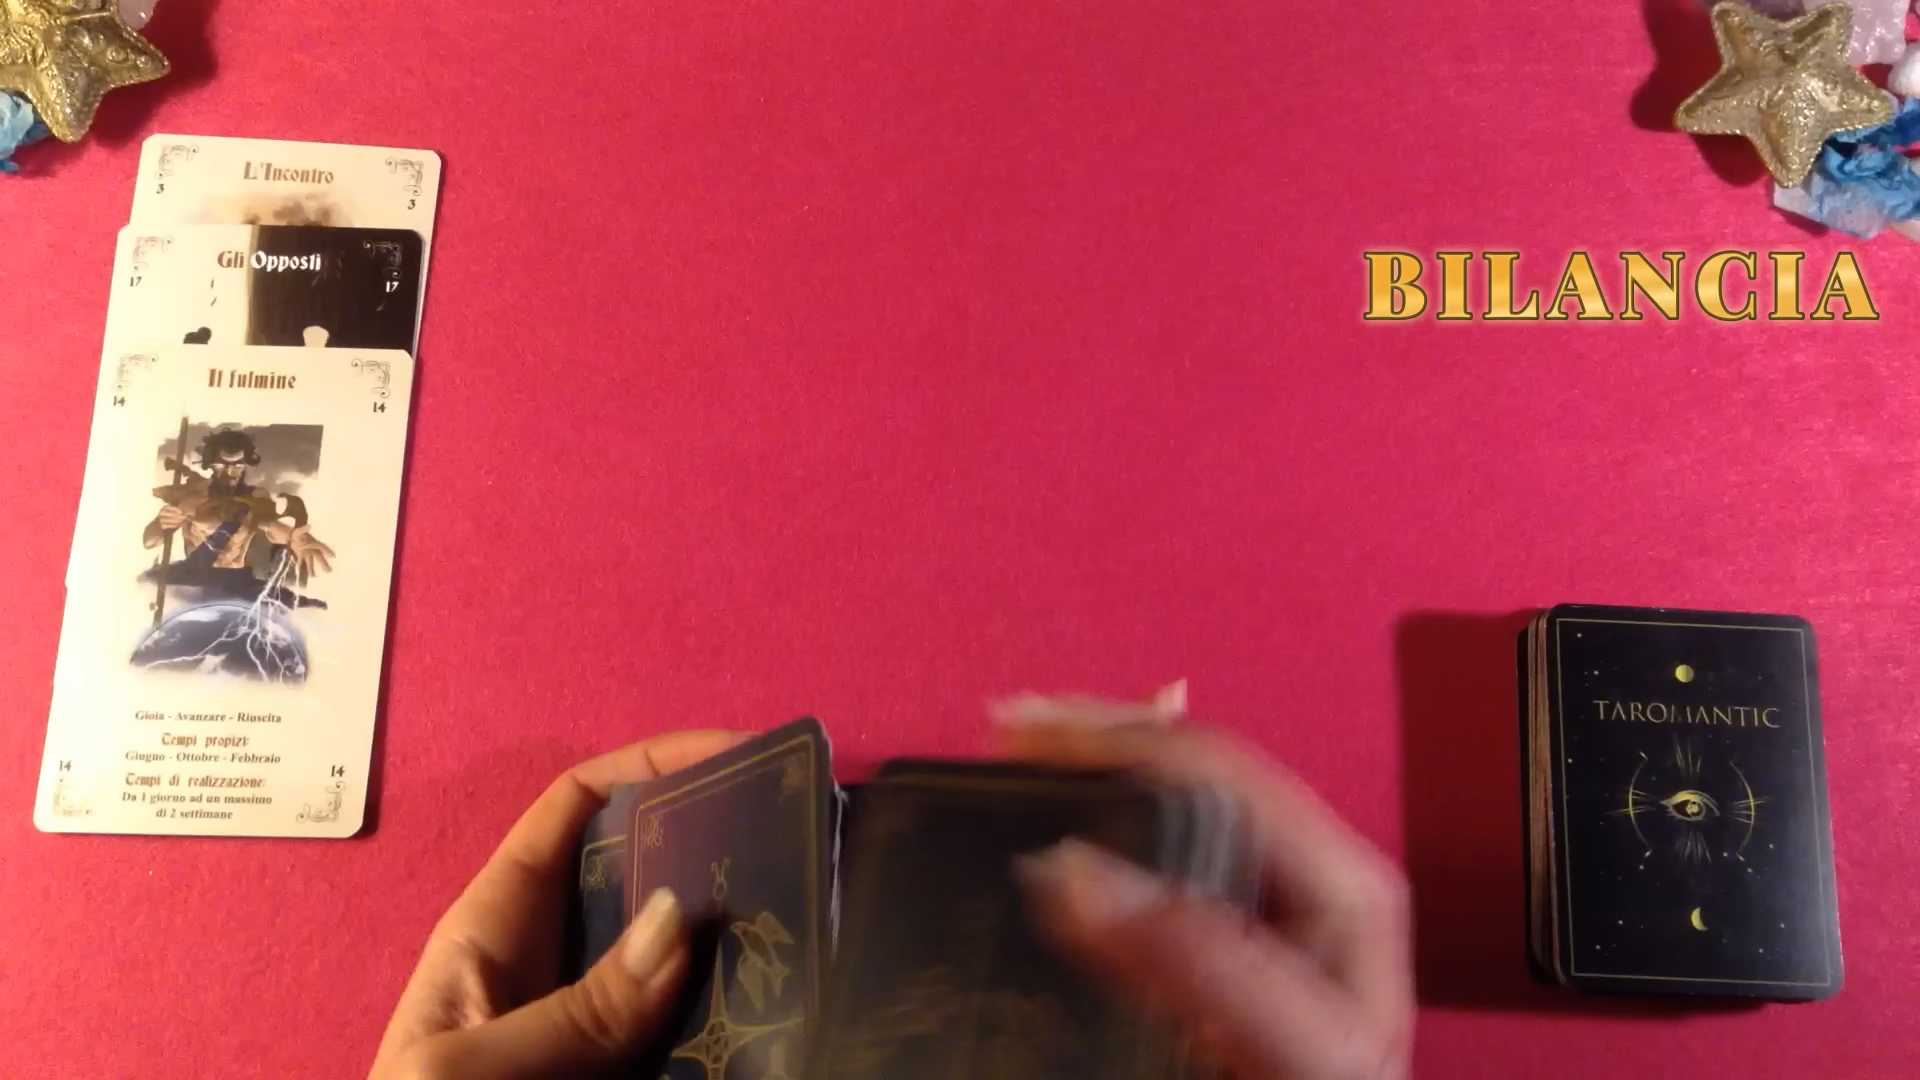 L'Incontro
3
3
Gli Opposti
17
17
Il fulmine
14
14
Gioia - Avanzare - Riuscita
Tempi propizi:
Giugno - Ottobre - Febbraio
Tempi di realizzazione:
Da 1 giorno ad un massimo
di 2 settimane
14
14
BILANCIA
TAROMANTIC